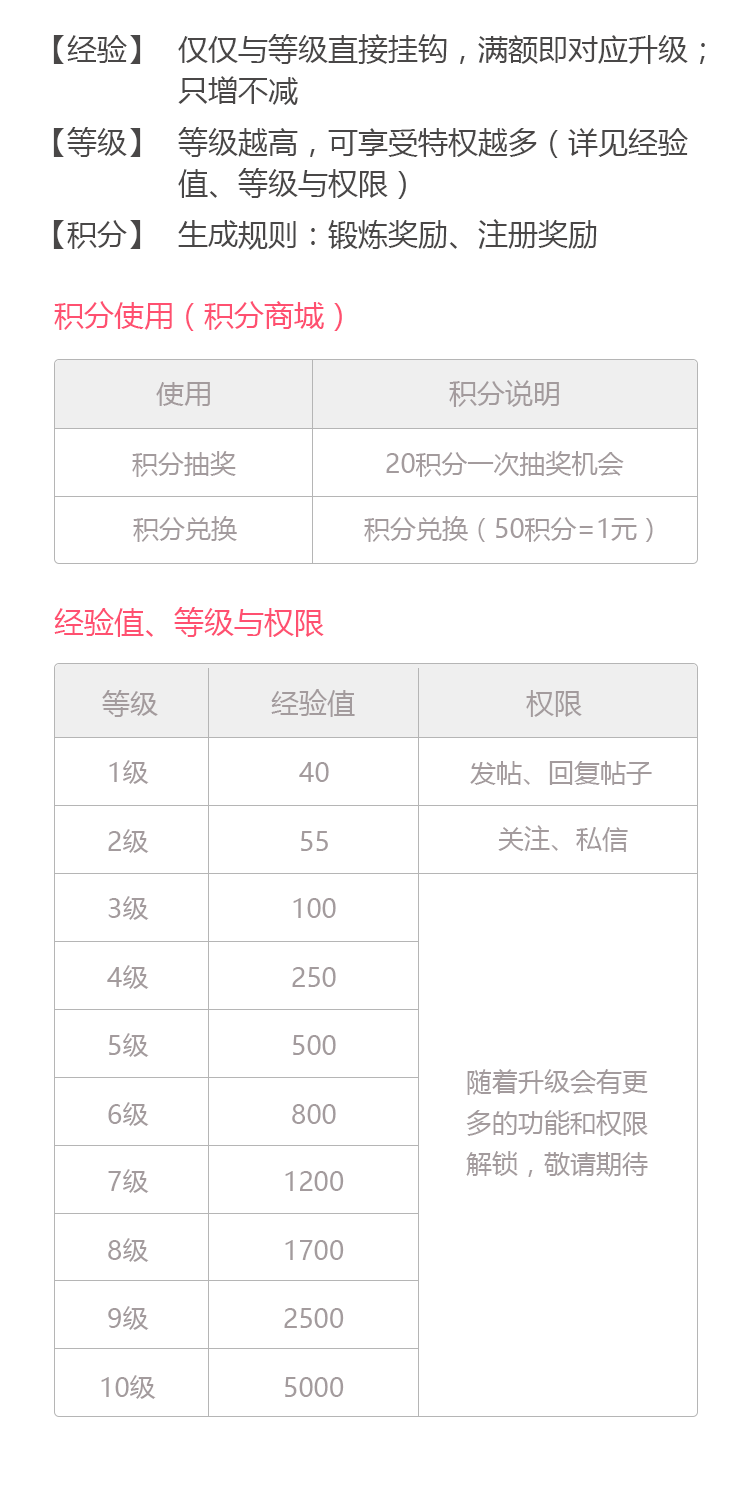 【经验】 仅仅与等级直接挂钩，满额即对应升级；
只增不减
【等级】 等级越高，可享受特权越多（详见经验
值、等级与权限）
【积分】 生成规则：锻炼奖励、注册奖励
积分使用（积分商城）
使用 积分说明
积分抽奖 20积分一次抽奖机会
积分兑换 积分兑换（50积分=1元）
经验值、等级与权限
等级 经验值 权限
1级 40 发帖、回复帖子
2级 55 关注、私信
3级 100
4级 250
5级 500
6级 800
7级 1200
8级 1700
9级 2500
10级 5000
随着升级会有更
多的功能和权限
解锁，敬请期待